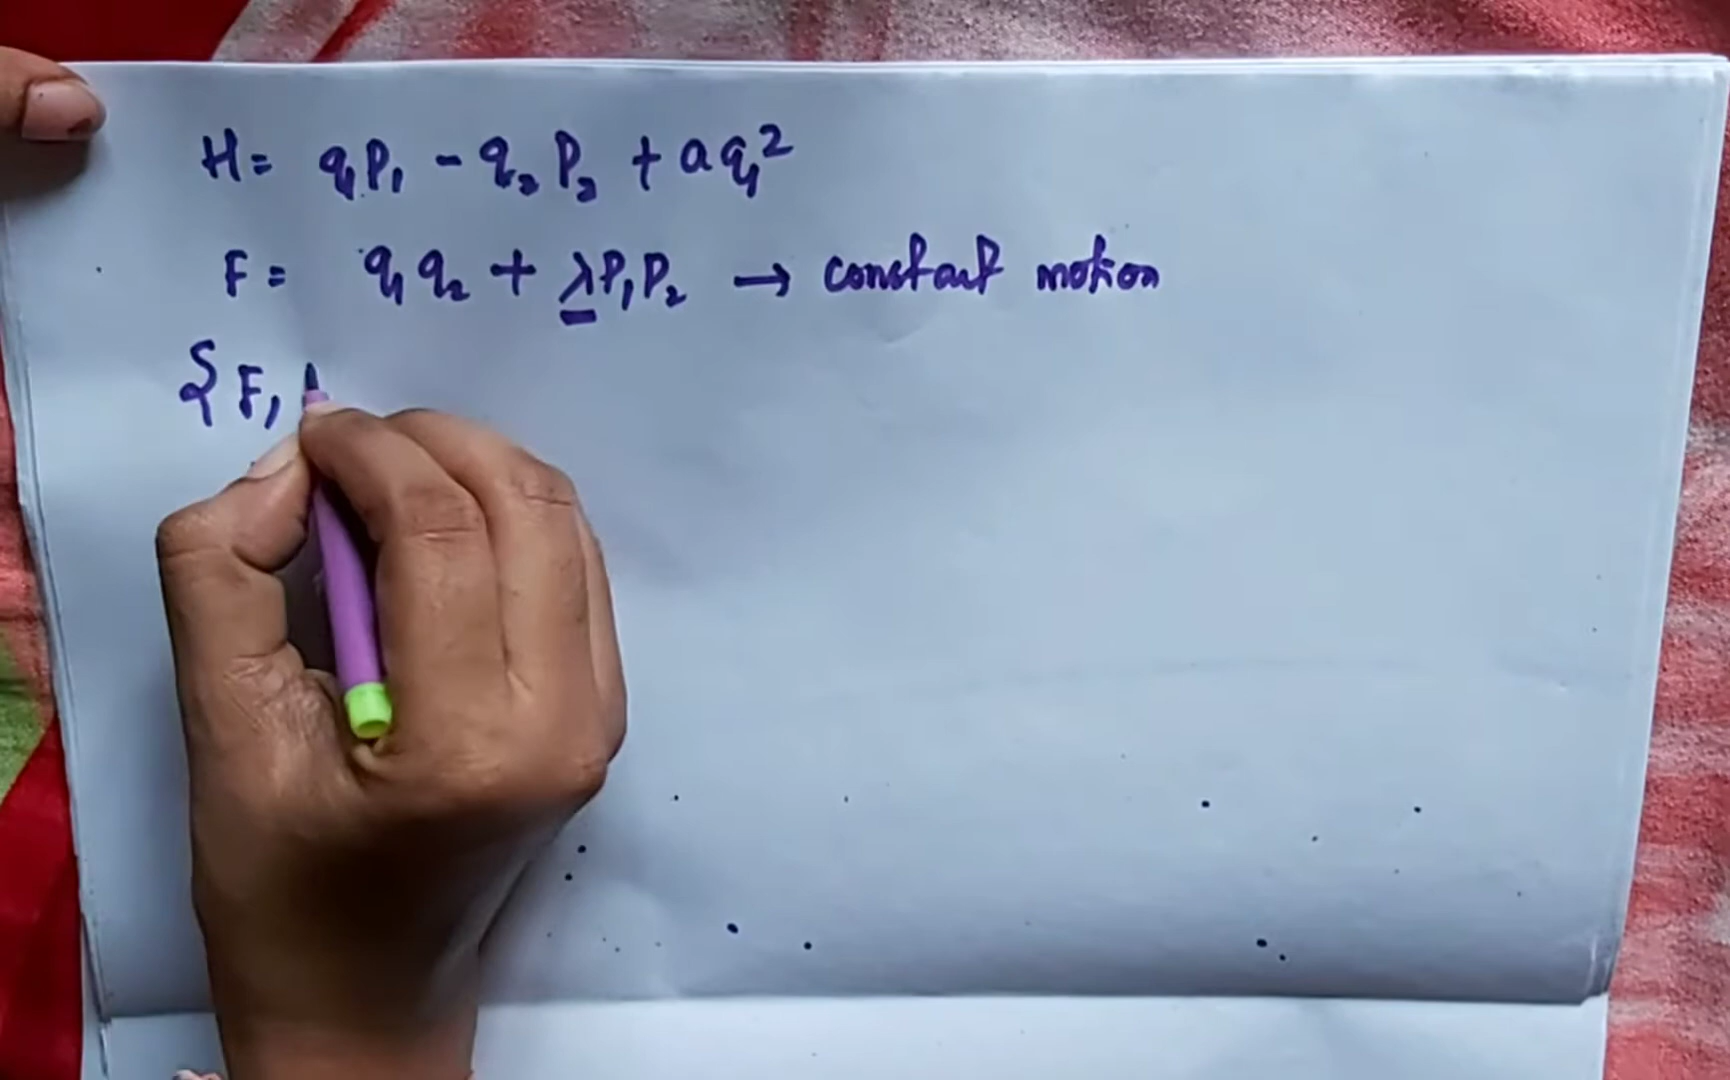 H = q₁P₁ - q₂P₂ + aq₁²
F = q₁q₂ + λP₁P₂ → constant motion
{F,